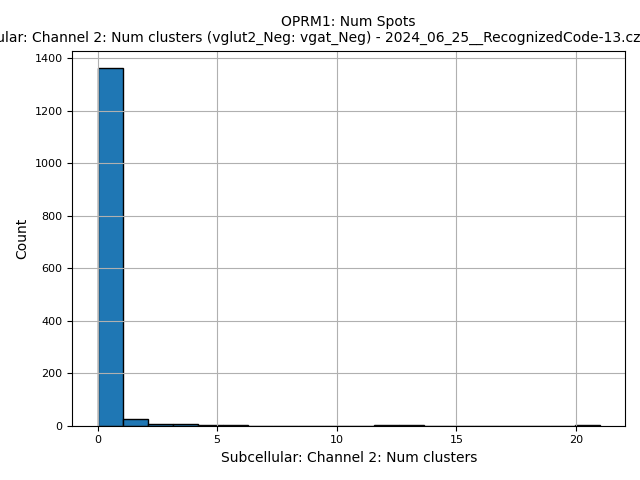 OPRM1: Num Spots
Channel 2: Num clusters (vglut2_Neg: vgat_Neg) - 2024_06_25__RecognizedCode-13.cz
1400
1200
1000
800
600
400
200
0
Count
0 5 10 15 20
Subcellular: Channel 2: Num clusters